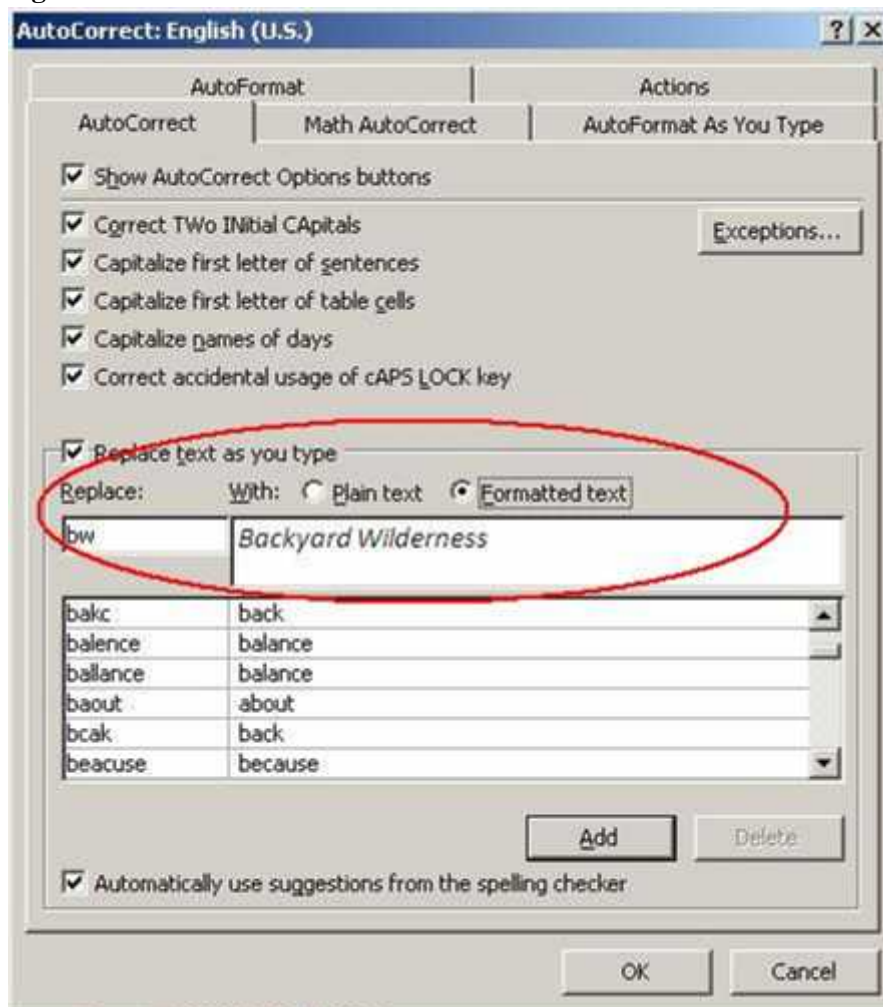 AutoCorrect: English (U.S.) ? ×
AutoFormat Actions
AutoCorrect Math AutoCorrect AutoFormat As You Type
Show AutoCorrect Options buttons
Correct TWo INitial CApitals Exceptions...
Capitalize first letter of sentences
Capitalize first letter of table cells
Capitalize names of days
Correct accidental usage of cAPS LOCK key
Replace text as you type
Replace: With: Plain text Formatted text
bw Backyard Wilderness
bakc back
balence balance
ballance balance
baout about
bcak back
beacuse because
Add Delete
Automatically use suggestions from the spelling checker
OK Cancel